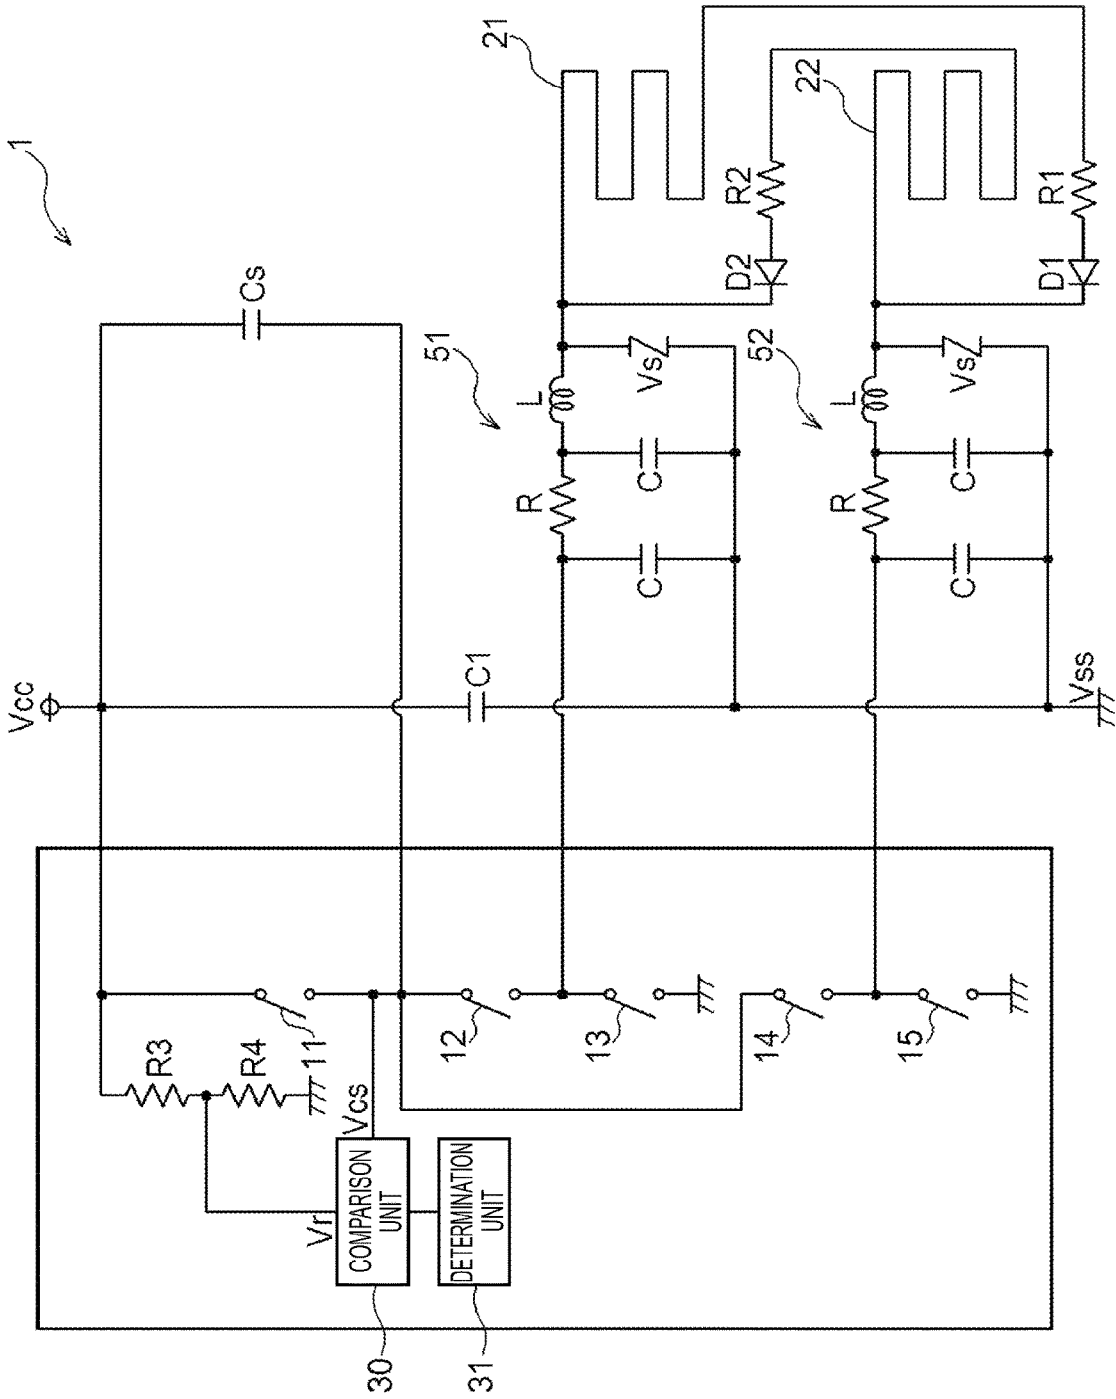 1
Vcc
Cs
C1
Vss
51
L
R
C
C
Vs
21
D2
R2
52
L
R
C
C
Vs
22
D1
R1
R3
R4
11
Vcs
Vr
COMPARISON
UNIT
DETERMINATION
UNIT
30
31
12
13
14
15